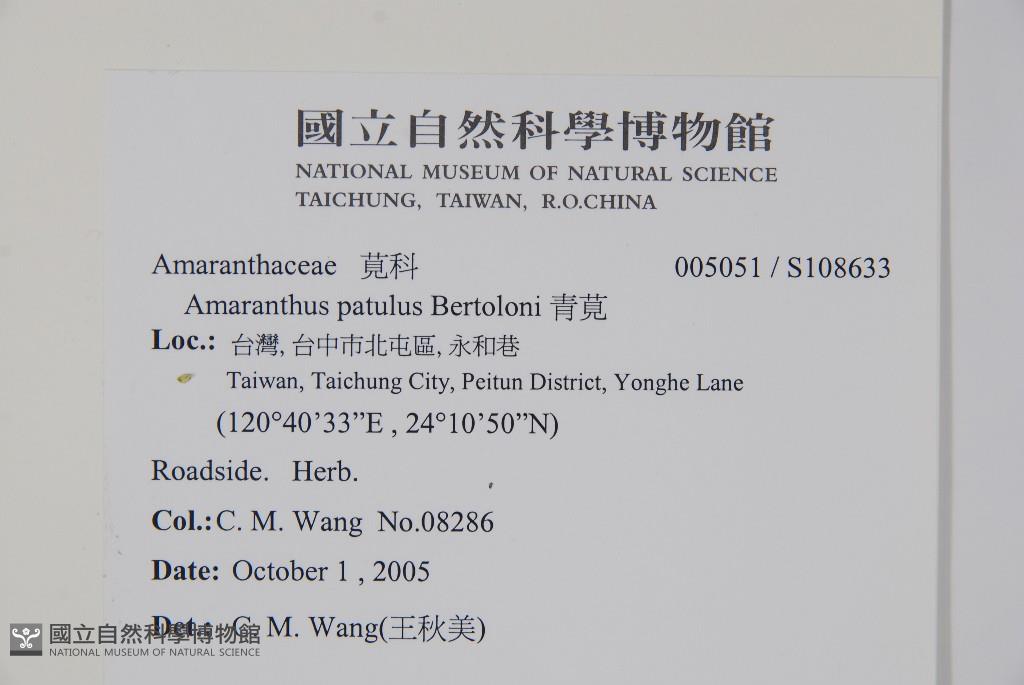 國立自然科學博物館
NATIONAL MUSEUM OF NATURAL SCIENCE
TAICHUNG, TAIWAN, R.O.CHINA
Amaranthaceae 莧科 005051 / S108633
Amaranthus patulus Bertoloni 青莧
Loc.: 台灣, 台中市北屯區, 永和巷
Taiwan, Taichung City, Peitun District, Yonghe Lane
(120°40’33”E , 24°10’50”N)
Roadside. Herb.
Col.: C. M. Wang No.08286
Date: October 1 , 2005
Det.: C. M. Wang(王秋美)
國立自然科學博物館
NATIONAL MUSEUM OF NATURAL SCIENCE